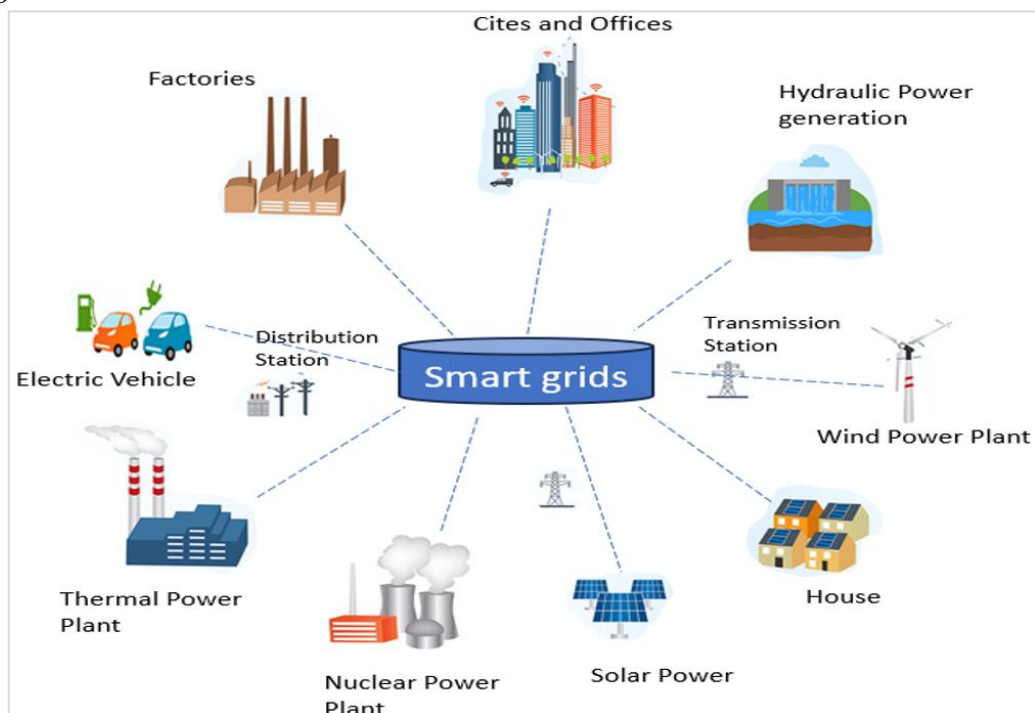 Cites and Offices
Factories
Hydraulic Power
generation
Distribution
Station
Transmission
Station
Smart grids
Electric Vehicle
Wind Power Plant
Thermal Power
Plant
House
Nuclear Power
Plant
Solar Power